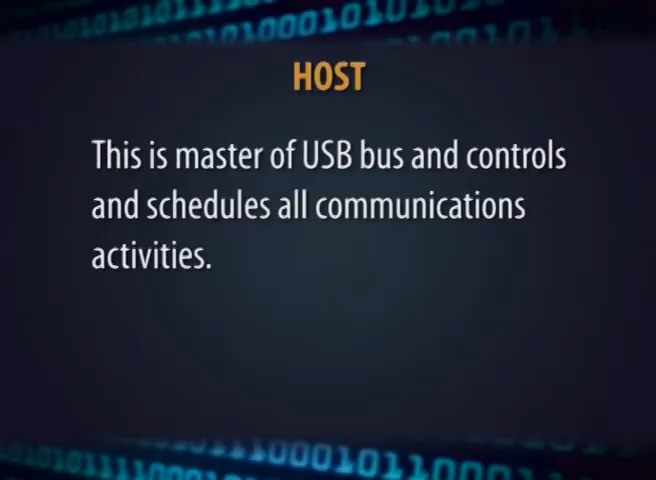 HOST
This is master of USB bus and controls
and schedules all communications
activities.